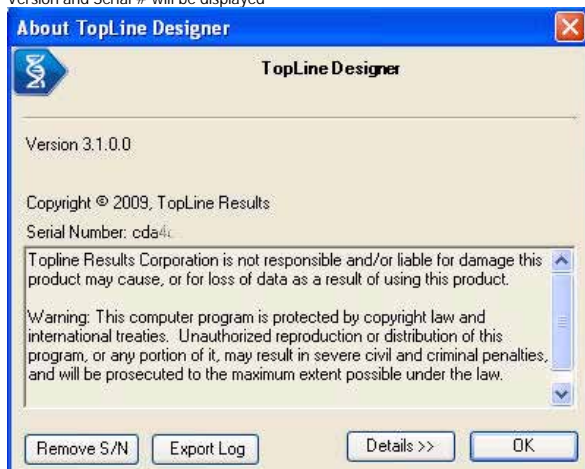 Version and Serial # will be displayed
About TopLine Designer
TopLine Designer
Version 3.1.0.0
Copyright © 2009, TopLine Results
Serial Number:
Topline Results Corporation is not responsible and/or liable for damage this
product may cause, or for loss of data as a result of using this product.
Warning: This computer program is protected by copyright law and
international treaties. Unauthorized reproduction or distribution of this
program, or any portion of it, may result in severe civil and criminal penalties,
and will be prosecuted to the maximum extent possible under the law.
Remove S/N
Export Log
Details >>
OK